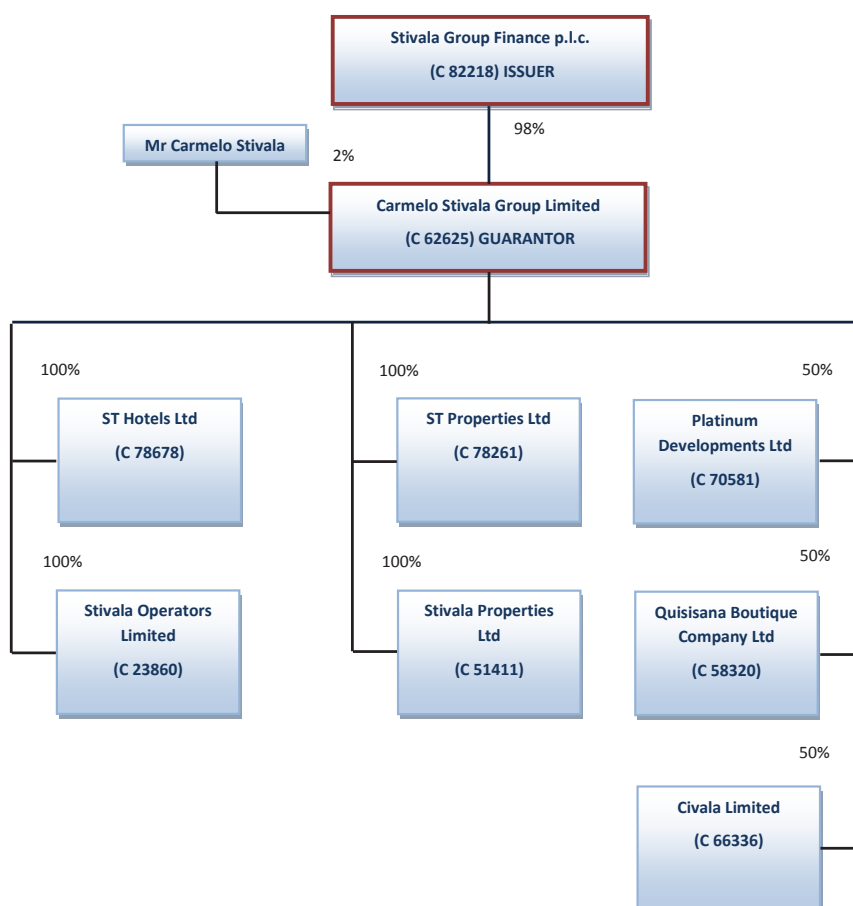 Stivala Group Finance p.l.c.
(C 82218) ISSUER
98%
Mr Carmelo Stivala
2%
Carmelo Stivala Group Limited
(C 62625) GUARANTOR
100%
100%
50%
ST Hotels Ltd
(C 78678)
ST Properties Ltd
(C 78261)
Platinum
Developments Ltd
(C 70581)
100%
100%
50%
Stivala Operators
Limited
(C 23860)
Stivala Properties
Ltd
(C 51411)
Quisisana Boutique
Company Ltd
(C 58320)
50%
Civala Limited
(C 66336)